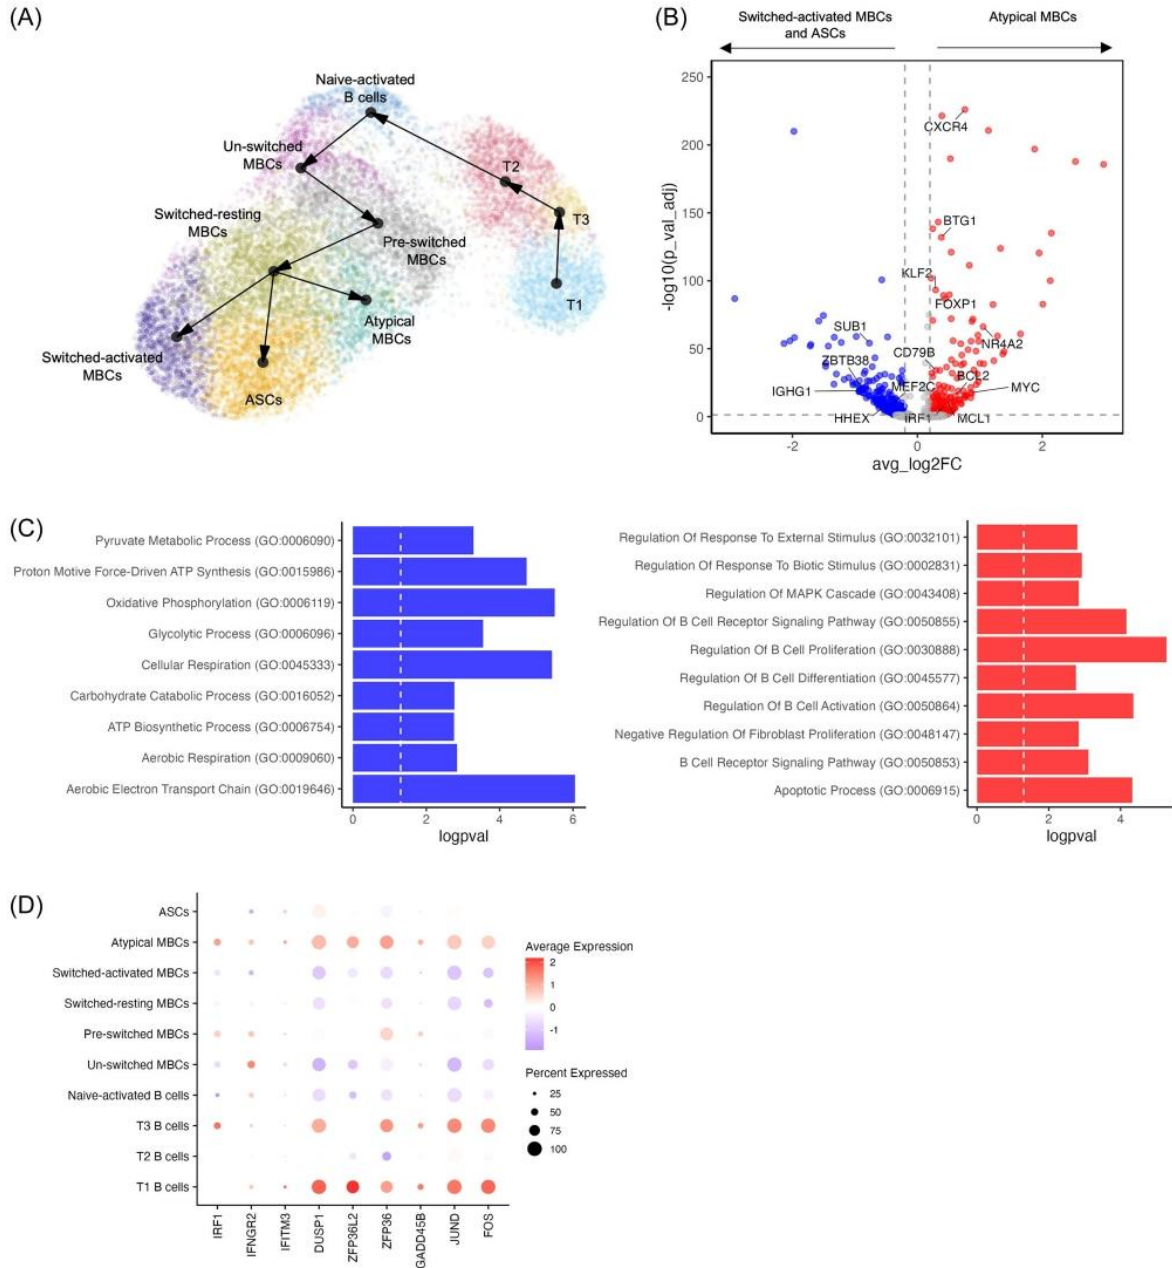 (A)
Naive-activated
B cells
Un-switched
MBCs
T2
Switched-resting
MBCs
T3
Pre-switched
MBCs
T1
Atypical
MBCs
Switched-activated
MBCs
ASCs
(B)
Switched-activated MBCs
and ASCs
Atypical MBCs
250
200
150
100
50
0
-log10(p_val_adj)
CXCR4
BTG1
KLF2
FOXP1
SUB1
NR4A2
CD79B
ZBTB38
BCL2
IGHG1
MEF2C
MYC
HHEX
IRF1
MCL1
-2
0
2
avg_log2FC
(C)
Pyruvate Metabolic Process (GO:0006090)
Proton Motive Force-Driven ATP Synthesis (GO:0015986)
Oxidative Phosphorylation (GO:0006119)
Glycolytic Process (GO:0006096)
Cellular Respiration (GO:0045333)
Carbohydrate Catabolic Process (GO:0016052)
ATP Biosynthetic Process (GO:0006754)
Aerobic Respiration (GO:0009060)
Aerobic Electron Transport Chain (GO:0019646)
0
2
4
6
logpval
Regulation Of Response To External Stimulus (GO:0032101)
Regulation Of Response To Biotic Stimulus (GO:0002831)
Regulation Of MAPK Cascade (GO:0043408)
Regulation Of B Cell Receptor Signaling Pathway (GO:0050855)
Regulation Of B Cell Proliferation (GO:0030888)
Regulation Of B Cell Differentiation (GO:0045577)
Regulation Of B Cell Activation (GO:0050864)
Negative Regulation Of Fibroblast Proliferation (GO:0048147)
B Cell Receptor Signaling Pathway (GO:0050853)
Apoptotic Process (GO:0006915)
0
2
4
logpval
(D)
ASCs
Atypical MBCs
Switched-activated MBCs
Switched-resting MBCs
Pre-switched MBCs
Un-switched MBCs
Naive-activated B cells
T3 B cells
T2 B cells
T1 B cells
IRF1
IFNGR2
IFITM3
DUSP1
ZFP36L2
ZFP36
GADD45B
JUND
FOS
Average Expression
2
1
0
-1
Percent Expressed
25
50
75
100